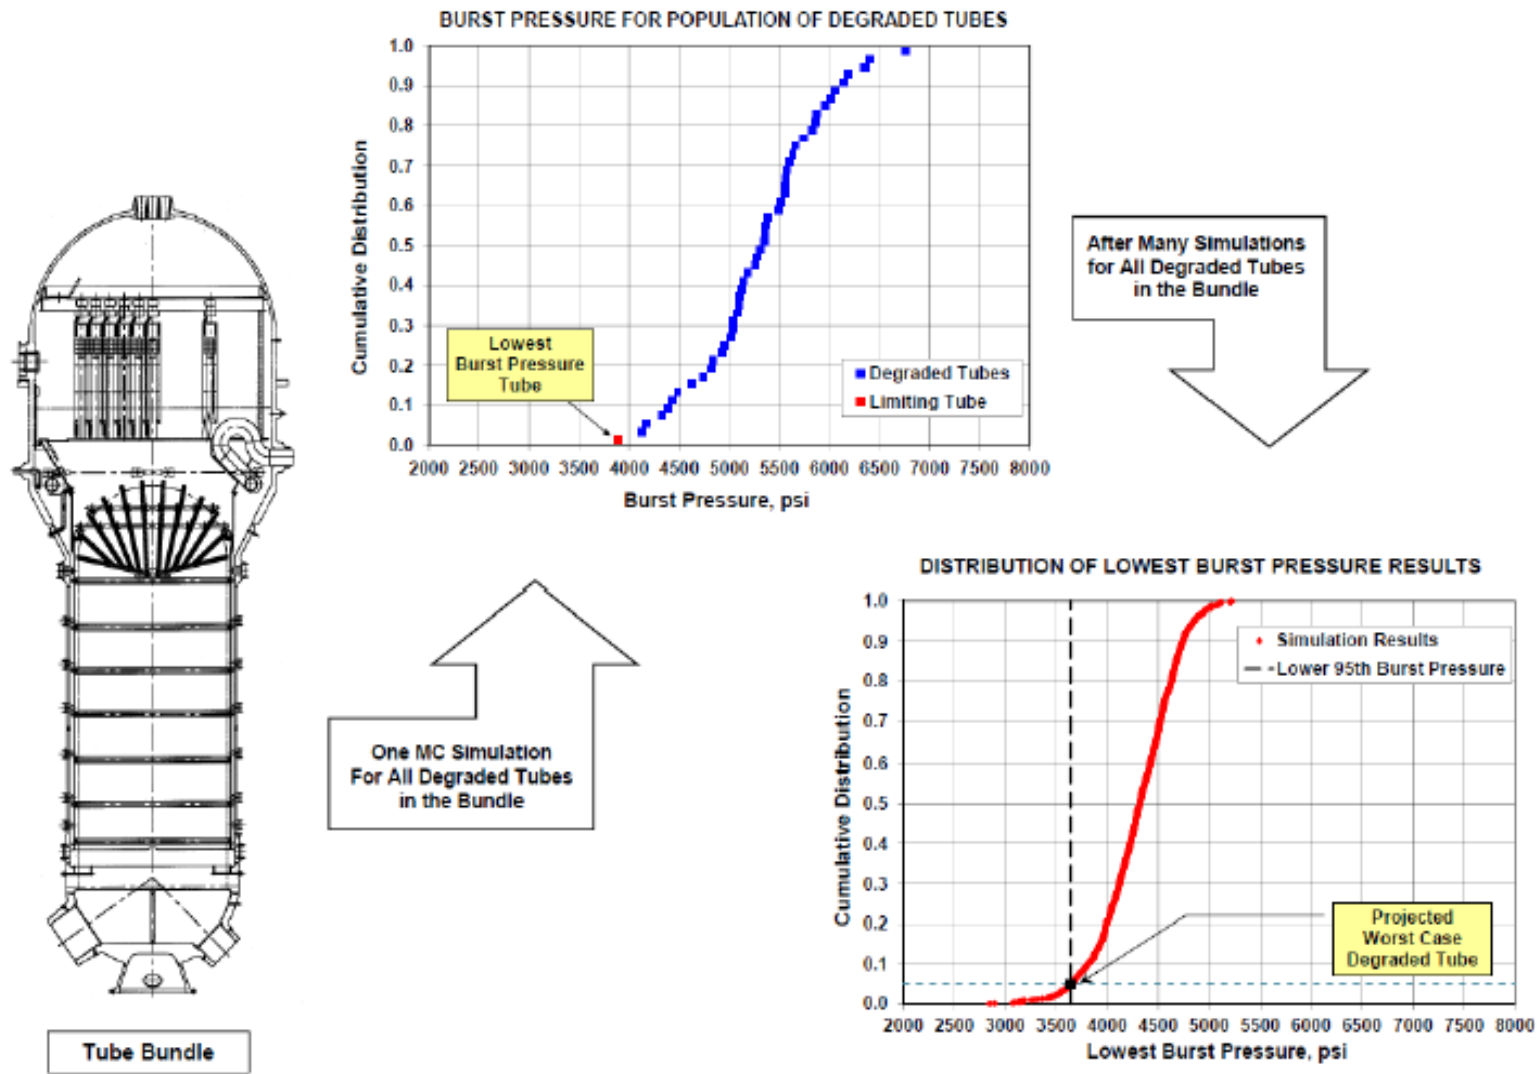 BURST PRESSURE FOR POPULATION OF DEGRADED TUBES
1.0
0.9
0.8
0.7
0.6
0.5
0.4
0.3
0.2
0.1
0.0
Cumulative Distribution
Lowest
Burst Pressure
Tube
Degraded Tubes
Limiting Tube
2000 2500 3000 3500 4000 4500 5000 5500 6000 6500 7000 7500 8000
Burst Pressure, psi
After Many Simulations
for All Degraded Tubes
in the Bundle
One MC Simulation
For All Degraded Tubes
in the Bundle
Tube Bundle
DISTRIBUTION OF LOWEST BURST PRESSURE RESULTS
1.0
0.9
0.8
0.7
0.6
0.5
0.4
0.3
0.2
0.1
0.0
Cumulative Distribution
Simulation Results
Lower 95th Burst Pressure
Projected
Worst Case
Degraded Tube
2000 2500 3000 3500 4000 4500 5000 5500 6000 6500 7000 7500 8000
Lowest Burst Pressure, psi